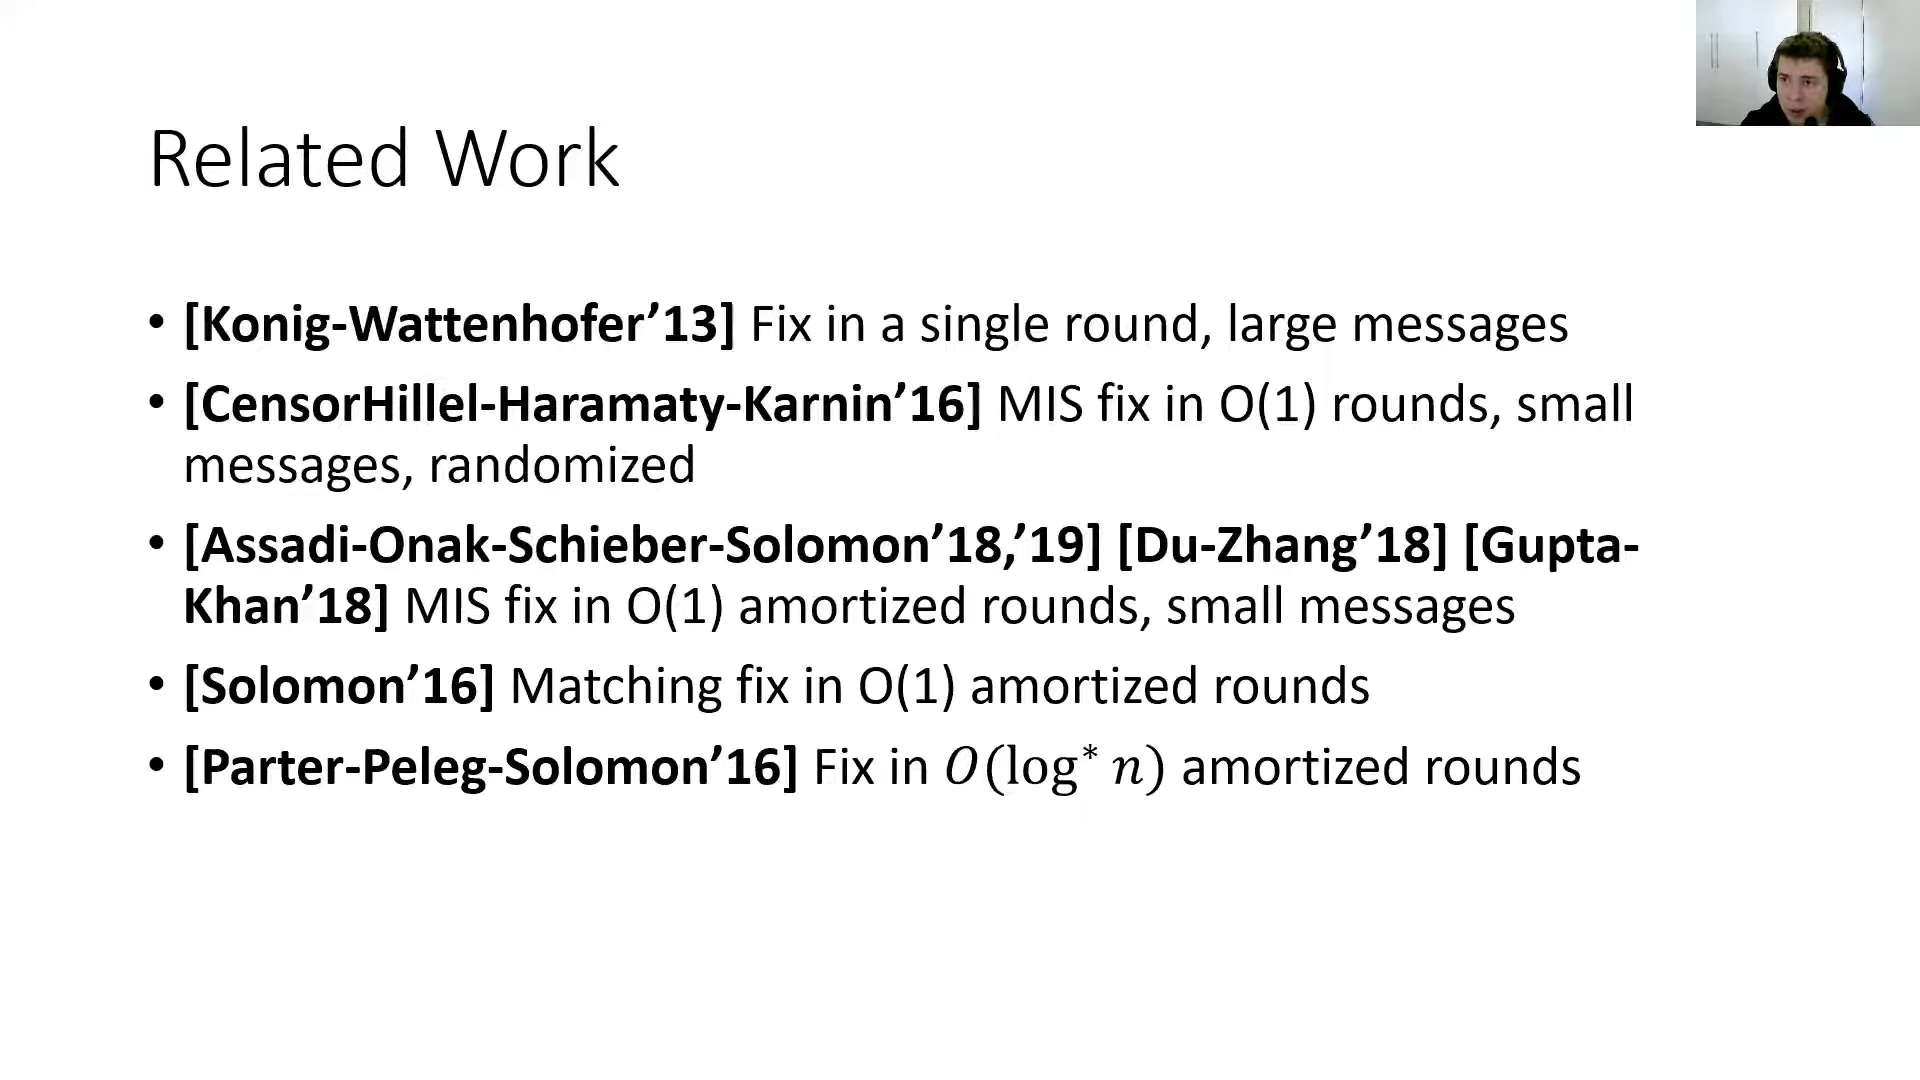 Related Work
• [Konig-Wattenhofer’13] Fix in a single round, large messages
• [CensorHillel-Haramaty-Karnin’16] MIS fix in O(1) rounds, small
messages, randomized
• [Assadi-Onak-Schieber-Solomon’18,’19] [Du-Zhang’18] [Gupta-
Khan’18] MIS fix in O(1) amortized rounds, small messages
• [Solomon’16] Matching fix in O(1) amortized rounds
• [Parter-Peleg-Solomon’16] Fix in O(log* n) amortized rounds